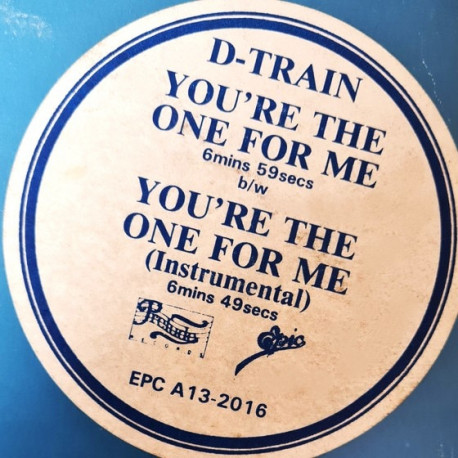 D-TRAIN
YOU'RE THE
ONE FOR ME
6mins 59secs
b/w
YOU'RE THE
ONE FOR ME
(Instrumental)
6mins 49secs
Prelude
RECORDS
Epic
EPC A13-2016